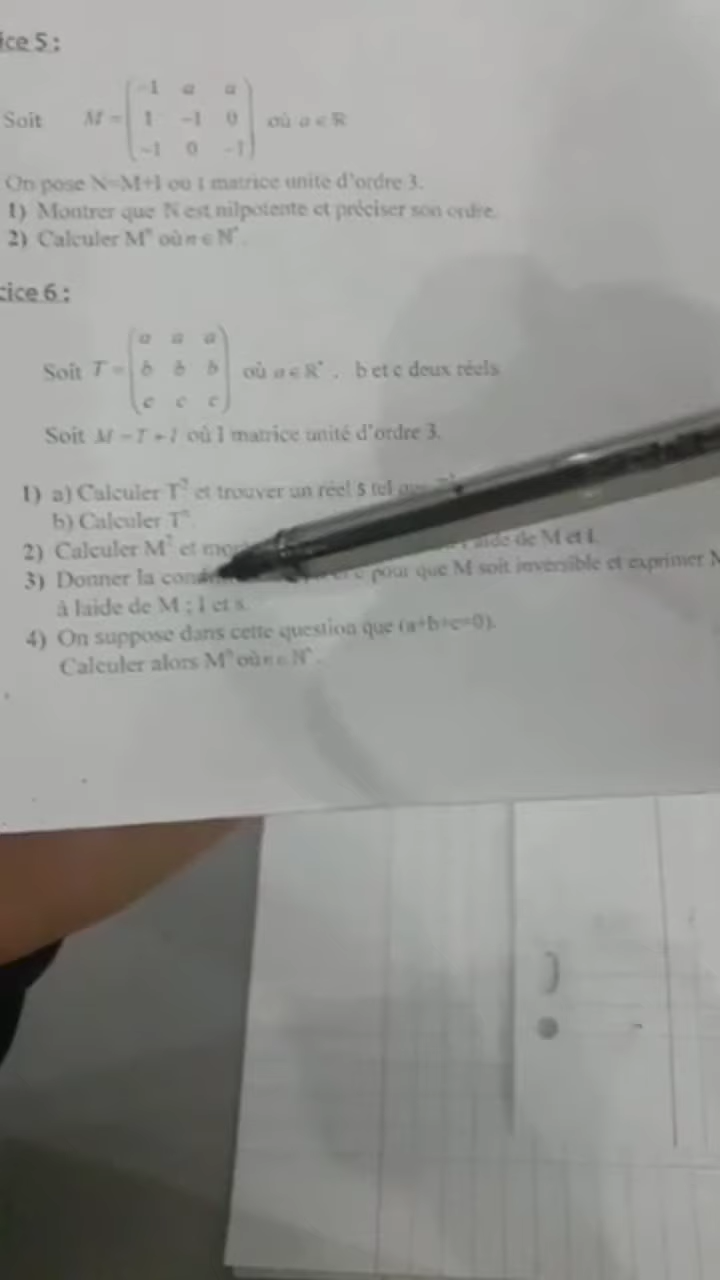 ice 5 :
Soit M = ( -1 a a
1 -1 0
-1 0 -1 ) où a ∈ ℝ
On pose N=M+I où I matrice unité d'ordre 3.
1) Montrer que N est nilpotente et préciser son ordre.
2) Calculer Mⁿ où n ∈ ℕ*.
cice 6 :
Soit T = ( a a a
b b b
c c c ) où a ∈ ℝ* . b et c deux réels
Soit M = T + I où I matrice unité d'ordre 3.
1) a) Calculer T² et trouver un réel s tel
b) Calculer Tⁿ.
2) Calculer M² et de M et I.
3) Donner la c pour que M soit inversible et exprimer
à laide de M ; I et s.
4) On suppose dans cette question que (a+b+c=0).
Calculer alors Mⁿ où n ∈ ℕ*.